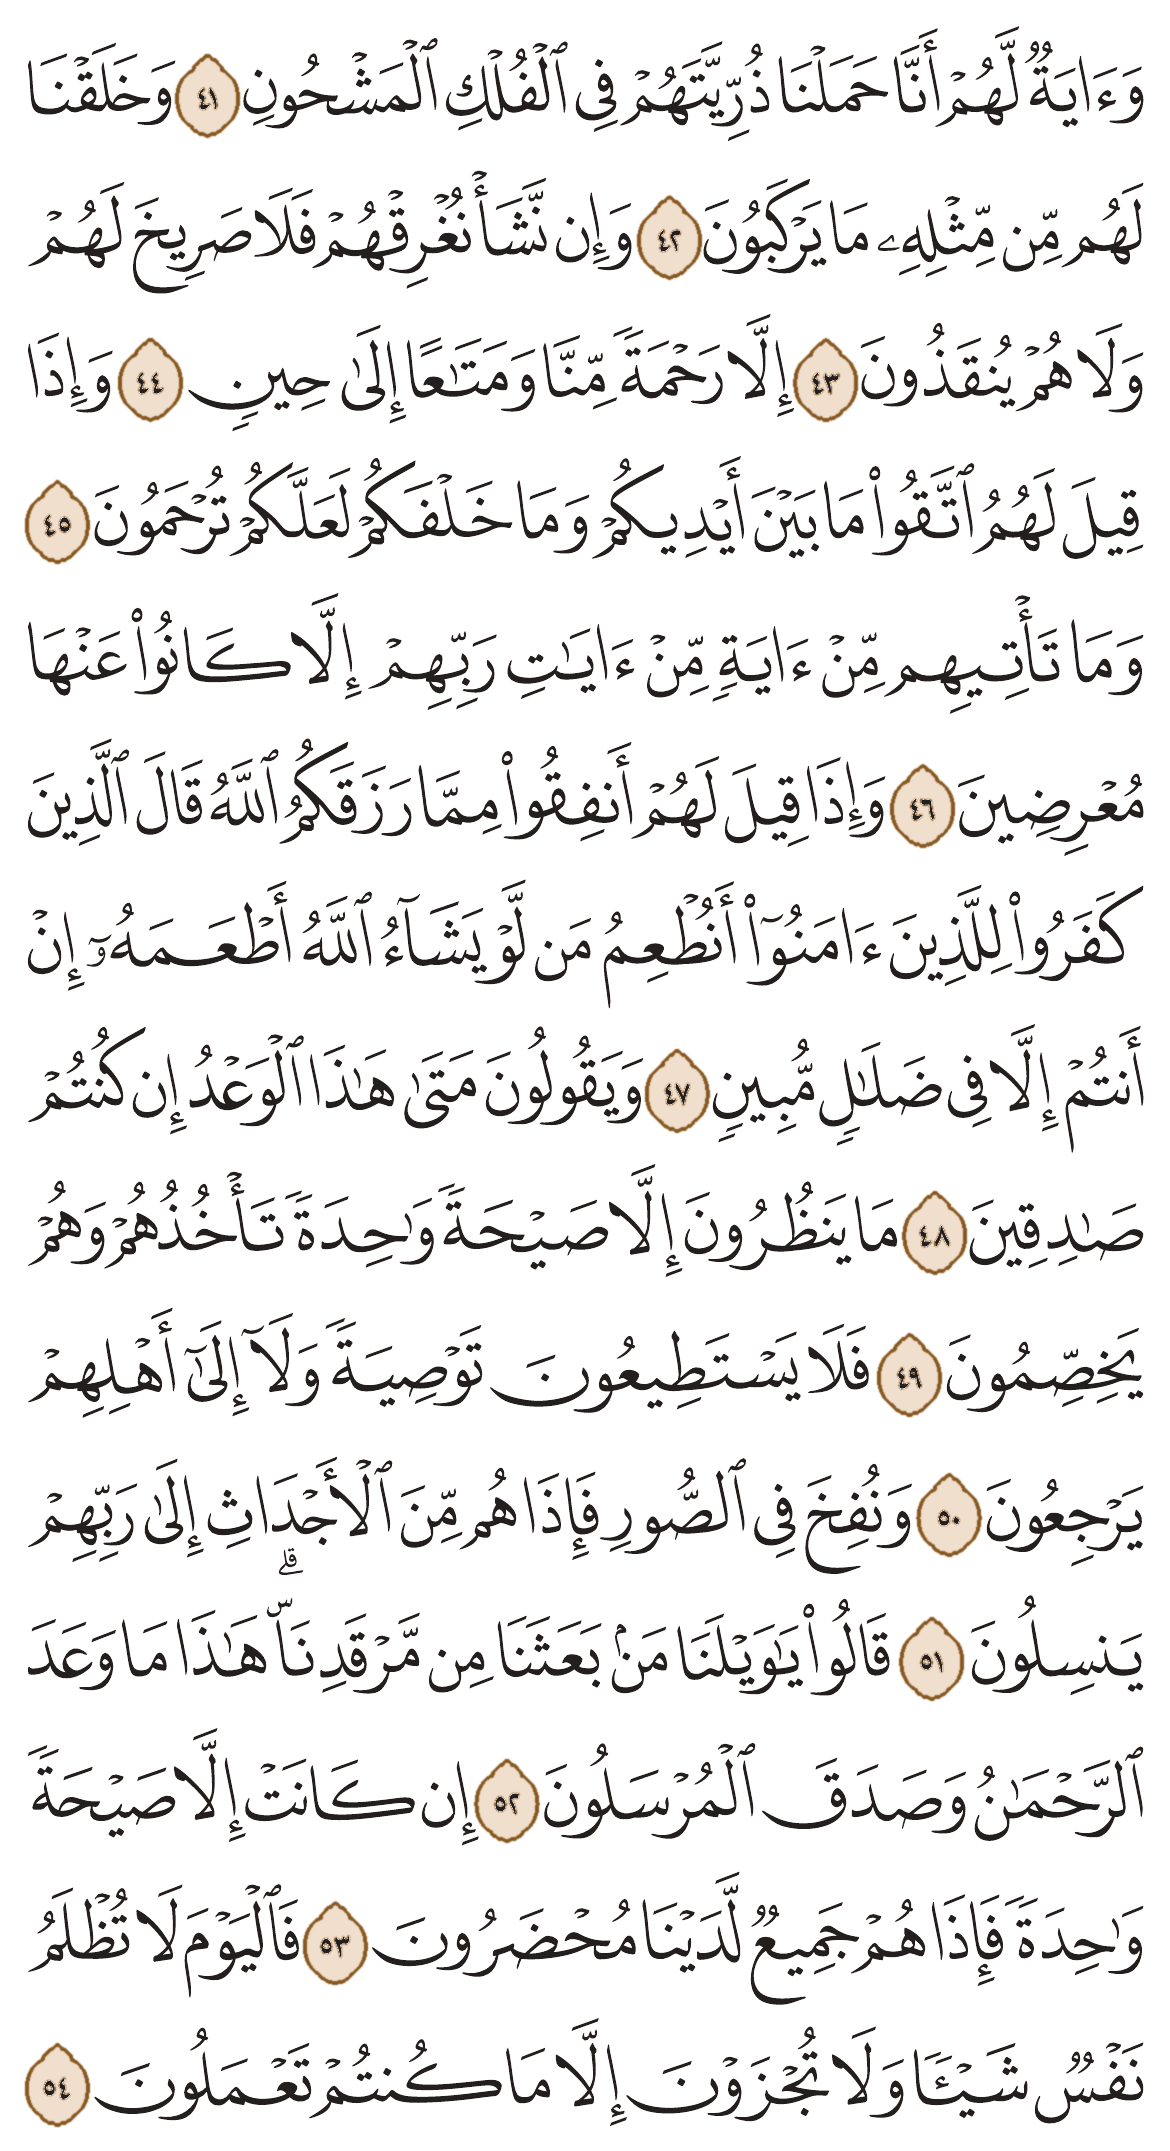 وَءَايَةٌ لَّهُمْ أَنَّا حَمَلْنَا ذُرِّيَّتَهُمْ فِي ٱلْفُلْكِ ٱلْمَشْحُونِ ٤١ وَخَلَقْنَا
لَهُم مِّن مِّثْلِهِۦ مَا يَرْكَبُونَ ٤٢ وَإِن نَّشَأْ نُغْرِقْهُمْ فَلَا صَرِيخَ لَهُمْ
وَلَا هُمْ يُنقَذُونَ ٤٣ إِلَّا رَحْمَةً مِّنَّا وَمَتَٰعًا إِلَىٰ حِينٍ ٤٤ وَإِذَا
قِيلَ لَهُمُ ٱتَّقُوا۟ مَا بَيْنَ أَيْدِيكُمْ وَمَا خَلْفَكُمْ لَعَلَّكُمْ تُرْحَمُونَ ٤٥
وَمَا تَأْتِيهِم مِّنْ ءَايَةٍ مِّنْ ءَايَٰتِ رَبِّهِمْ إِلَّا كَانُوا۟ عَنْهَا
مُعْرِضِينَ ٤٦ وَإِذَا قِيلَ لَهُمْ أَنفِقُوا۟ مِمَّا رَزَقَكُمُ ٱللَّهُ قَالَ ٱلَّذِينَ
كَفَرُوا۟ لِلَّذِينَ ءَامَنُوٓا۟ أَنُطْعِمُ مَن لَّوْ يَشَآءُ ٱللَّهُ أَطْعَمَهُۥٓ إِنْ
أَنتُمْ إِلَّا فِى ضَلَٰلٍ مُّبِينٍ ٤٧ وَيَقُولُونَ مَتَىٰ هَٰذَا ٱلْوَعْدُ إِن كُنتُمْ
صَٰدِقِينَ ٤٨ مَا يَنظُرُونَ إِلَّا صَيْحَةً وَٰحِدَةً تَأْخُذُهُمْ وَهُمْ
يَخِصِّمُونَ ٤٩ فَلَا يَسْتَطِيعُونَ تَوْصِيَةً وَلَآ إِلَىٰٓ أَهْلِهِمْ
يَرْجِعُونَ ٥٠ وَنُفِخَ فِى ٱلصُّورِ فَإِذَا هُم مِّنَ ٱلْأَجْدَاثِ إِلَىٰ رَبِّهِمْ
يَنسِلُونَ ٥١ قَالُوا۟ يَٰوَيْلَنَا مَنۢ بَعَثَنَا مِن مَّرْقَدِنَاۜ ۗ هَٰذَا مَا وَعَدَ
ٱلرَّحْمَٰنُ وَصَدَقَ ٱلْمُرْسَلُونَ ٥٢ إِن كَانَتْ إِلَّا صَيْحَةً
وَٰحِدَةً فَإِذَا هُمْ جَمِيعٌ لَّدَيْنَا مُحْضَرُونَ ٥٣ فَٱلْيَوْمَ لَا تُظْلَمُ
نَفْسٌ شَيْـًٔا وَلَا تُجْزَوْنَ إِلَّا مَا كُنتُمْ تَعْمَلُونَ ٥٤